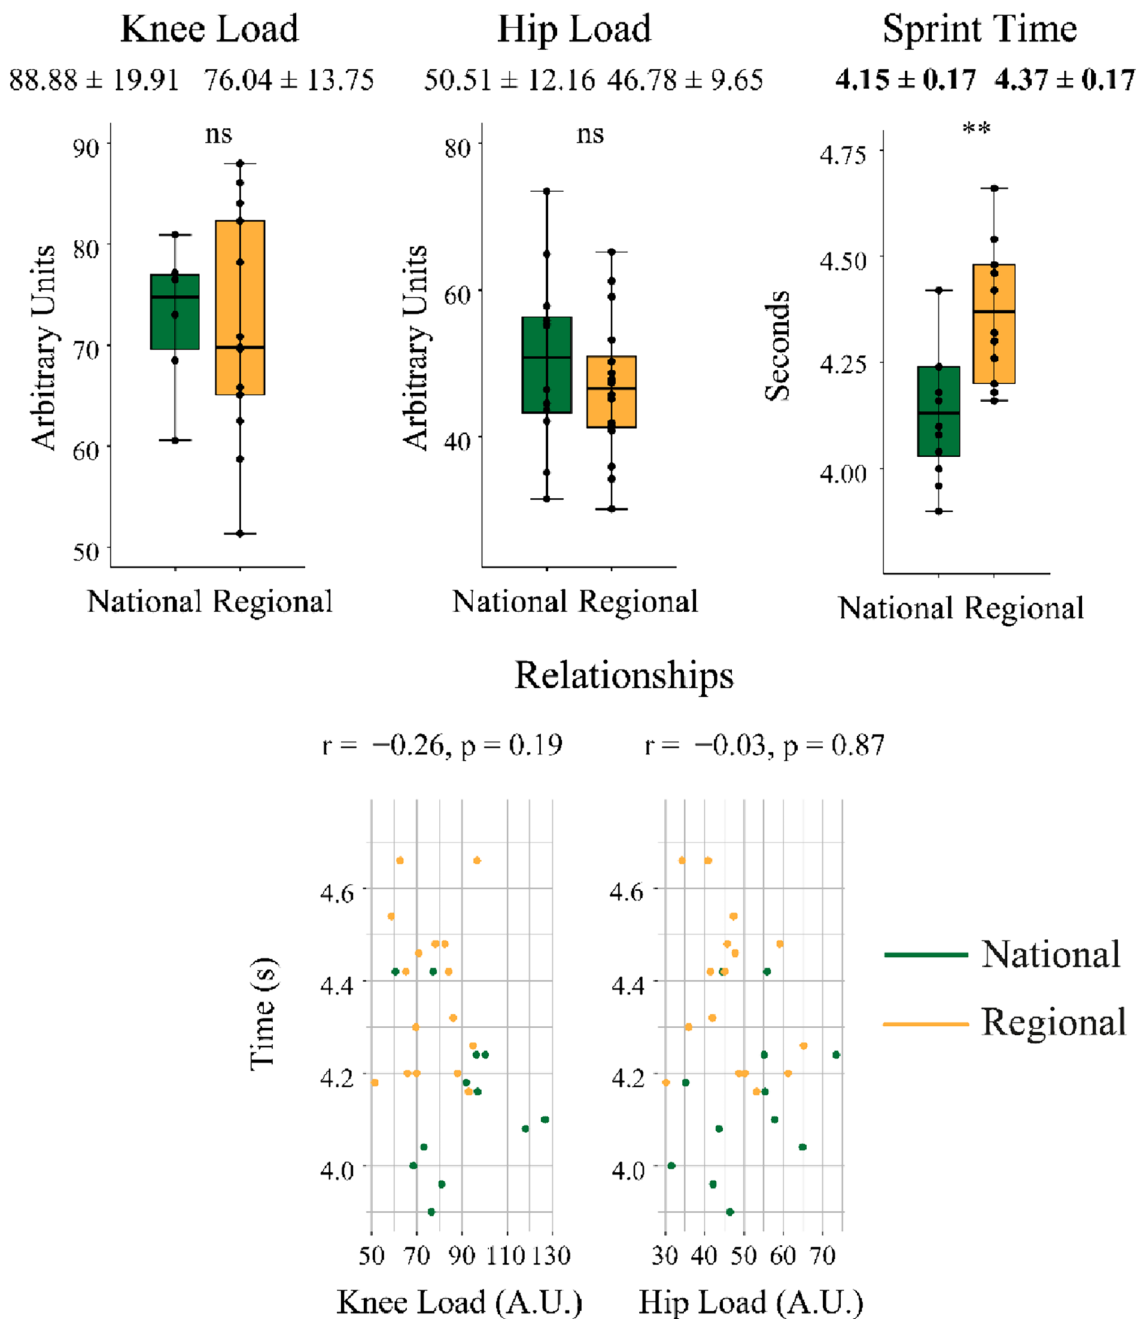 Knee Load Hip Load Sprint Time
88.88 ± 19.91 76.04 ± 13.75 50.51 ± 12.16 46.78 ± 9.65 4.15 ± 0.17 4.37 ± 0.17
ns ns **
90
80
70
60
50
Arbitrary Units
National Regional
80
60
40
Arbitrary Units
National Regional
4.75
4.50
4.25
4.00
Seconds
National Regional
Relationships
r = −0.26, p = 0.19 r = −0.03, p = 0.87
4.6
4.4
4.2
4.0
Time (s)
50 70 90 110 130
Knee Load (A.U.)
4.6
4.4
4.2
4.0
30 40 50 60 70
Hip Load (A.U.)
National
Regional